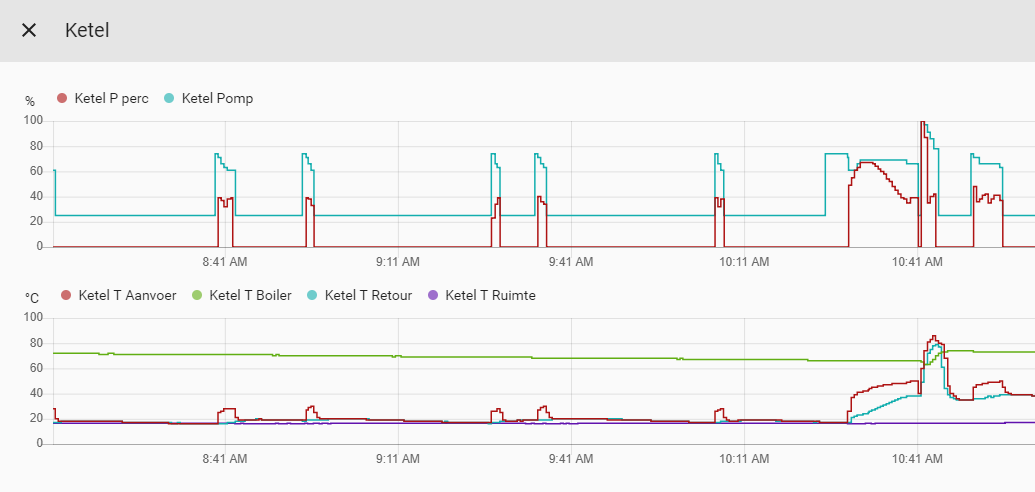 Ketel
% Ketel P perc Ketel Pomp
100
80
60
40
20
0
8:41 AM 9:11 AM 9:41 AM 10:11 AM 10:41 AM
°C Ketel T Aanvoer Ketel T Boiler Ketel T Retour Ketel T Ruimte
100
80
60
40
20
0
8:41 AM 9:11 AM 9:41 AM 10:11 AM 10:41 AM